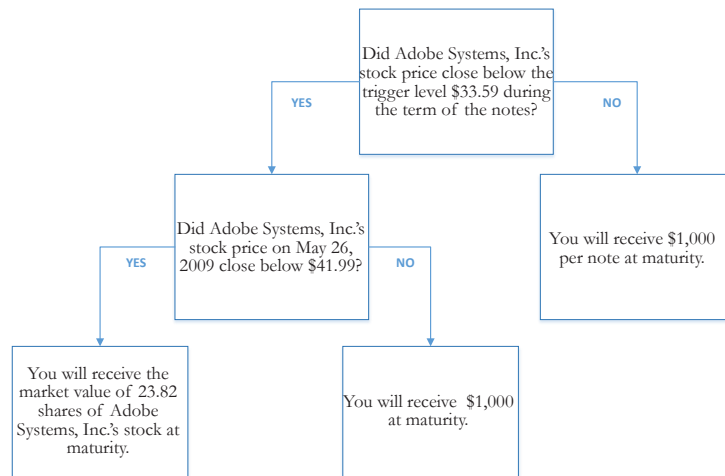 Did Adobe Systems, Inc.'s
stock price close below the
trigger level $33.59 during
the term of the notes?
YES
NO
Did Adobe Systems, Inc.'s
stock price on May 26,
2009 close below $41.99?
You will receive $1,000
per note at maturity.
YES
NO
You will receive the
market value of 23.82
shares of Adobe
Systems, Inc.'s stock at
maturity.
You will receive $1,000
at maturity.